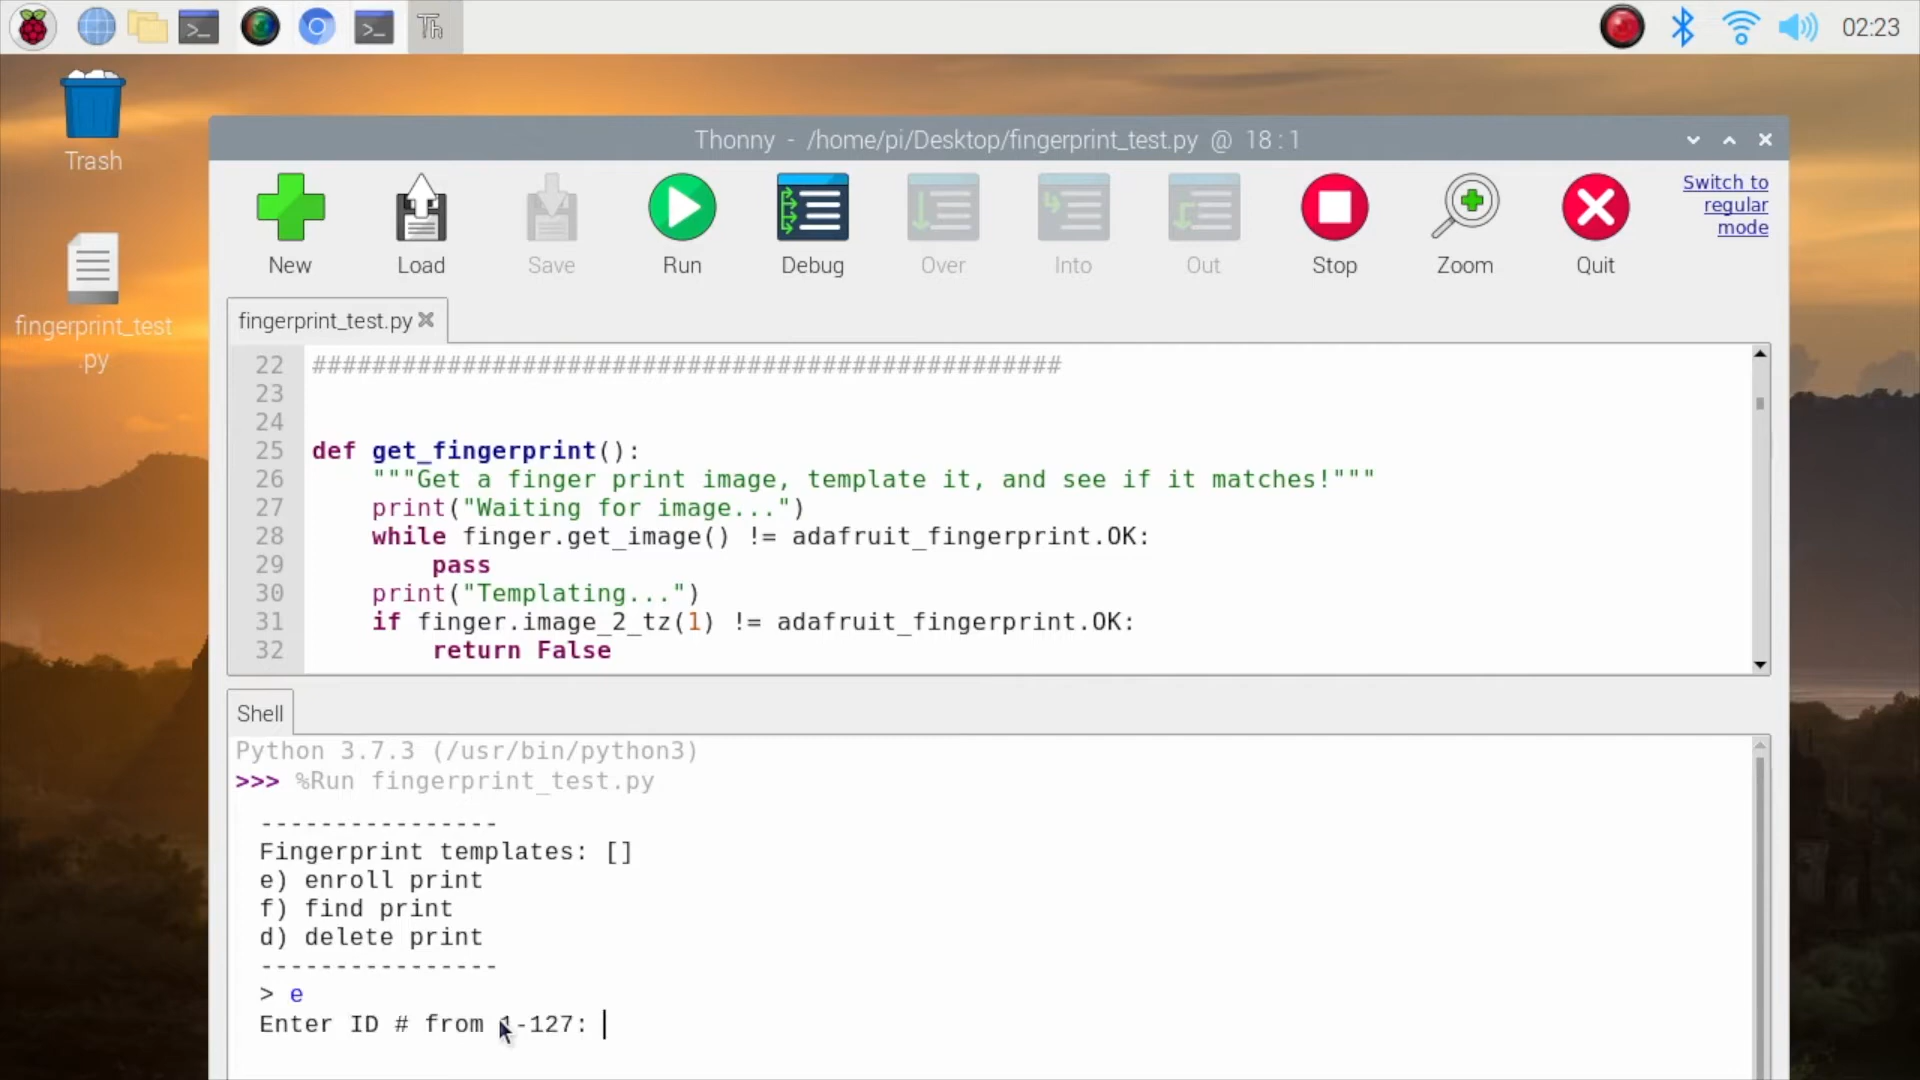 02:23
Trash
fingerprint_test
.py
Thonny - /home/pi/Desktop/fingerprint_test.py @ 18:1
New
Load
Save
Run
Debug
Over
Into
Out
Stop
Zoom
Quit
Switch to
regular
mode
fingerprint_test.py
22 ##################################################
23
24
25 def get_fingerprint():
26     """Get a finger print image, template it, and see if it matches!"""
27     print("Waiting for image...")
28     while finger.get_image() != adafruit_fingerprint.OK:
29         pass
30     print("Templating...")
31     if finger.image_2_tz(1) != adafruit_fingerprint.OK:
32         return False
Shell
Python 3.7.3 (/usr/bin/python3)
>>> %Run fingerprint_test.py
----------------
Fingerprint templates: []
e) enroll print
f) find print
d) delete print
----------------
> e
Enter ID # from 1-127: